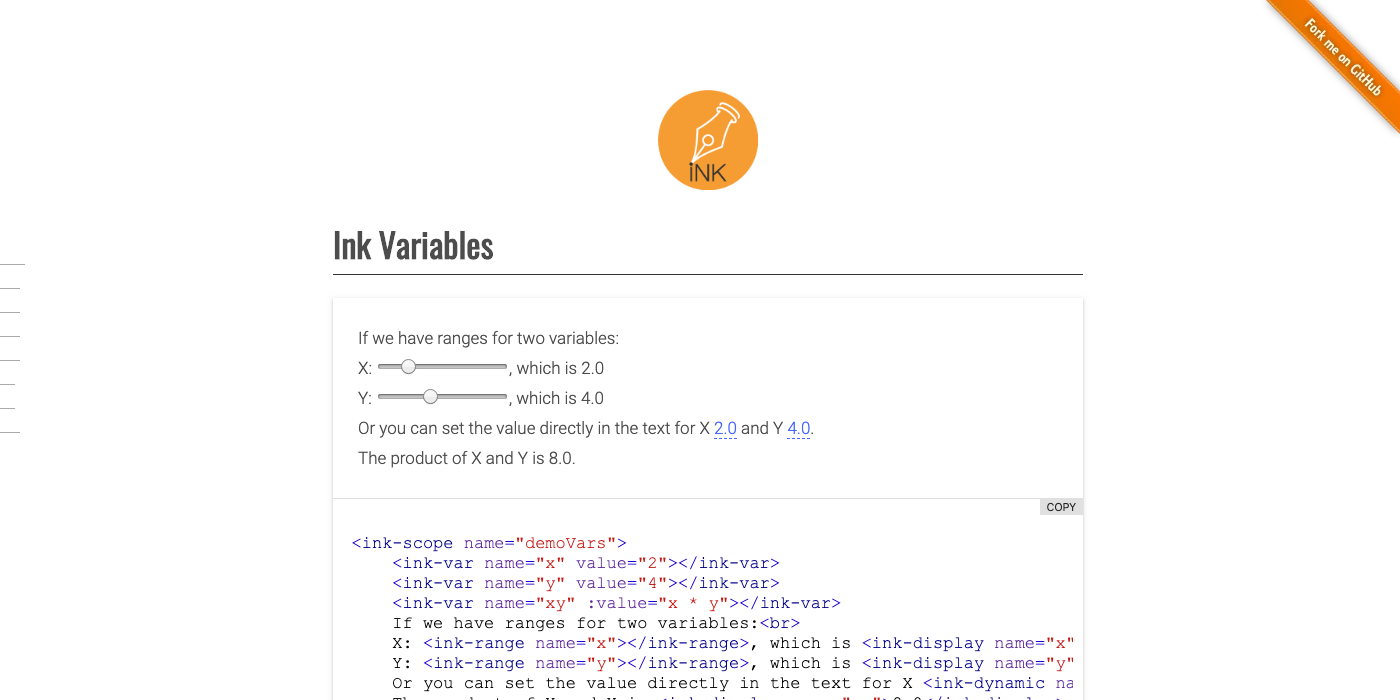 Fork me on GitHub
iNK
Ink Variables
If we have ranges for two variables:
X: , which is 2.0
Y: , which is 4.0
Or you can set the value directly in the text for X 2.0 and Y 4.0.
The product of X and Y is 8.0.
COPY
<ink-scope name="demoVars">
    <ink-var name="x" value="2"></ink-var>
    <ink-var name="y" value="4"></ink-var>
    <ink-var name="xy" :value="x * y"></ink-var>
    If we have ranges for two variables:<br>
    X: <ink-range name="x"></ink-range>, which is <ink-display name="x"
    Y: <ink-range name="y"></ink-range>, which is <ink-display name="y"
    Or you can set the value directly in the text for X <ink-dynamic na